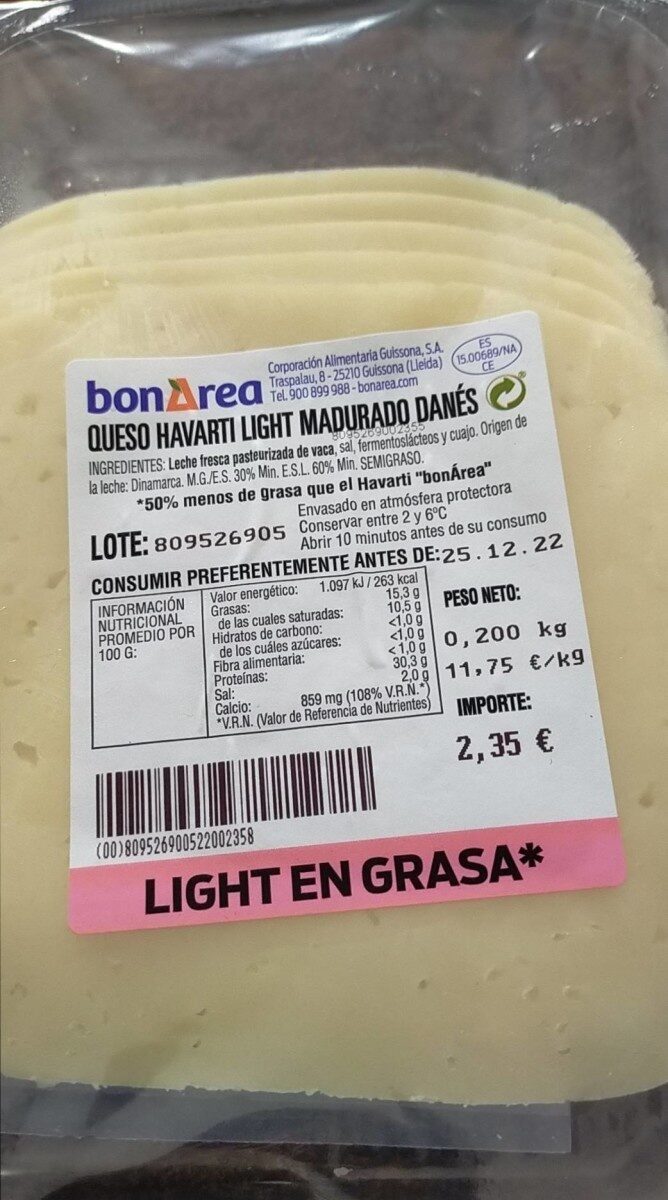 bonÀrea
Corporación Alimentaria Guissona, S.A.
Traspalau, 8 - 25210 Guissona (Lleida)
Tel. 900 899 988 - bonarea.com
ES
15.00689/NA
CE
QUESO HAVARTI LIGHT MADURADO DANÉS
8095269002355
INGREDIENTES: Leche fresca pasteurizada de vaca, sal, fermentoslácteos y cuajo. Origen de
la leche: Dinamarca. M.G./E.S. 30% Min. E.S.L. 60% Min. SEMIGRASO.
*50% menos de grasa que el Havarti "bonÁrea"
Envasado en atmósfera protectora
LOTE: 809526905 Conservar entre 2 y 6ºC
Abrir 10 minutos antes de su consumo
CONSUMIR PREFERENTEMENTE ANTES DE:25.12.22
INFORMACIÓN
NUTRICIONAL
PROMEDIO POR
100 G:
Valor energético: 1.097 kJ / 263 kcal
Grasas: 15,3 g
de las cuales saturadas: 10,5 g
Hidratos de carbono: <1,0 g
de los cuáles azúcares: <1,0 g
Fibra alimentaria: <1,0 g
Proteínas: 30,3 g
Sal: 2,0 g
Calcio: 859 mg (108% V.R.N.*)
*V.R.N. (Valor de Referencia de Nutrientes)
PESO NETO:
0,200 kg
11,75 €/kg
IMPORTE:
2,35 €
(00)809526900522002358
LIGHT EN GRASA*